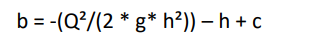 b = -(Q²/(2 * g* h²)) – h + c